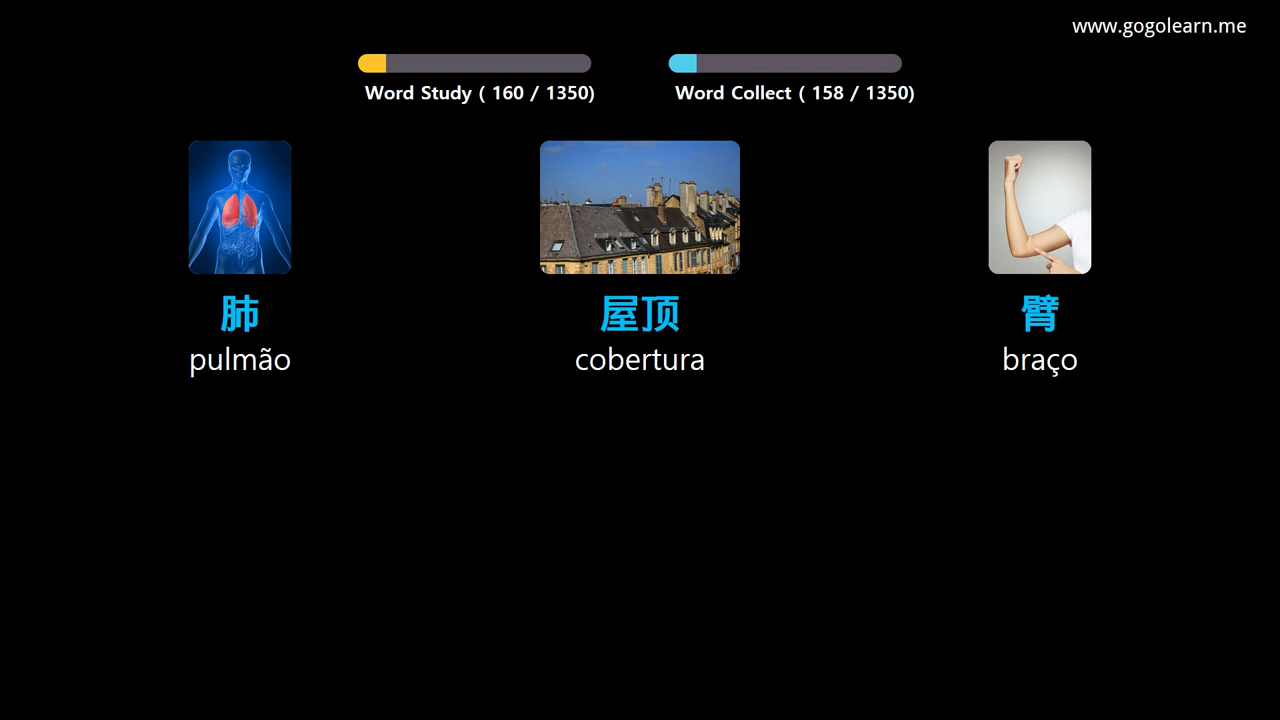 www.gogolearn.me
Word Study ( 160 / 1350)
Word Collect ( 158 / 1350)
肺
屋顶
臂
pulmão
cobertura
braço